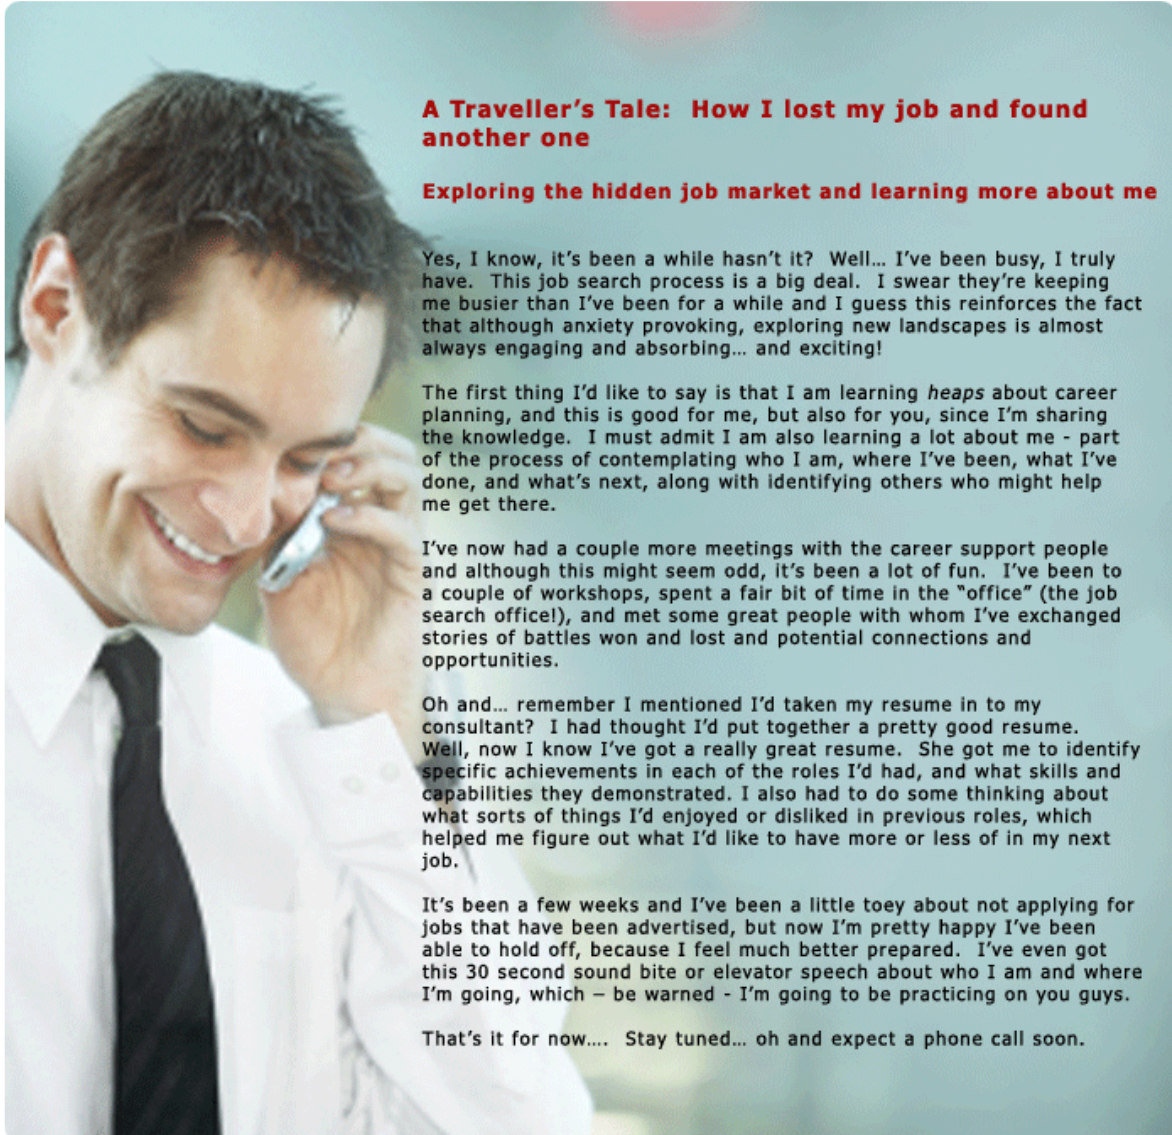 A Traveller's Tale:  How I lost my job and found
another one
Exploring the hidden job market and learning more about me
Yes, I know, it's been a while hasn't it?  Well... I've been busy, I truly
have.  This job search process is a big deal.  I swear they're keeping
me busier than I've been for a while and I guess this reinforces the fact
that although anxiety provoking, exploring new landscapes is almost
always engaging and absorbing... and exciting!
The first thing I'd like to say is that I am learning heaps about career
planning, and this is good for me, but also for you, since I'm sharing
the knowledge.  I must admit I am also learning a lot about me - part
of the process of contemplating who I am, where I've been, what I've
done, and what's next, along with identifying others who might help
me get there.
I've now had a couple more meetings with the career support people
and although this might seem odd, it's been a lot of fun.  I've been to
a couple of workshops, spent a fair bit of time in the "office" (the job
search office!), and met some great people with whom I've exchanged
stories of battles won and lost and potential connections and
opportunities.
Oh and... remember I mentioned I'd taken my resume in to my
consultant?  I had thought I'd put together a pretty good resume.
Well, now I know I've got a really great resume.  She got me to identify
specific achievements in each of the roles I'd had, and what skills and
capabilities they demonstrated. I also had to do some thinking about
what sorts of things I'd enjoyed or disliked in previous roles, which
helped me figure out what I'd like to have more or less of in my next
job.
It's been a few weeks and I've been a little toey about not applying for
jobs that have been advertised, but now I'm pretty happy I've been
able to hold off, because I feel much better prepared.  I've even got
this 30 second sound bite or elevator speech about who I am and where
I'm going, which – be warned - I'm going to be practicing on you guys.
That's it for now....  Stay tuned... oh and expect a phone call soon.